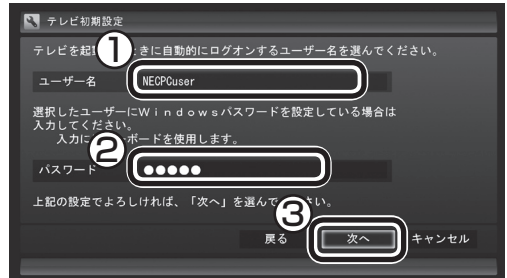 テレビ初期設定
テレビを起 ときに自動的にログオンするユーザー名を選んでください。
①
ユーザー名 NECPCuser
選択したユーザーにWindowsパスワードを設定している場合は
入力してください。
入力に ーボードを使用します。
②
パスワード ●●●●●
上記の設定でよろしければ、「次へ」を選んで さい。
③
戻る 次へ キャンセル